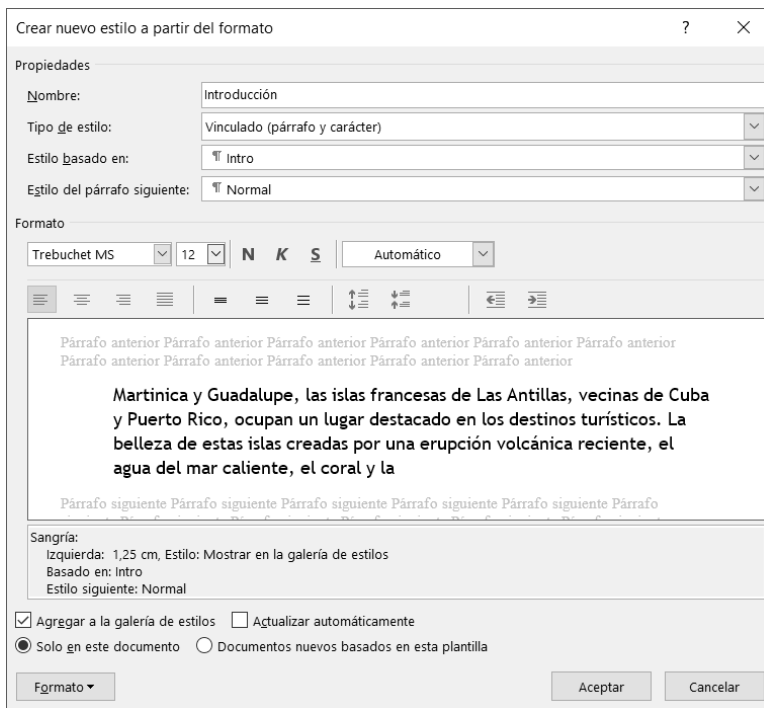 Crear nuevo estilo a partir del formato
Propiedades
Nombre: Introducción
Tipo de estilo: Vinculado (párrafo y carácter)
Estilo basado en: ¶ Intro
Estilo del párrafo siguiente: ¶ Normal
Formato
Trebuchet MS 12 N K S Automático
Párrafo anterior Párrafo anterior Párrafo anterior Párrafo anterior Párrafo anterior Párrafo anterior
Párrafo anterior Párrafo anterior Párrafo anterior Párrafo anterior Párrafo anterior
Martinica y Guadalupe, las islas francesas de Las Antillas, vecinas de Cuba
y Puerto Rico, ocupan un lugar destacado en los destinos turísticos. La
belleza de estas islas creadas por una erupción volcánica reciente, el
agua del mar caliente, el coral y la
Párrafo siguiente Párrafo siguiente Párrafo siguiente Párrafo siguiente Párrafo siguiente Párrafo
Sangría:
Izquierda: 1,25 cm, Estilo: Mostrar en la galería de estilos
Basado en: Intro
Estilo siguiente: Normal
Agregar a la galería de estilos Actualizar automáticamente
Solo en este documento Documentos nuevos basados en esta plantilla
Formato Aceptar Cancelar